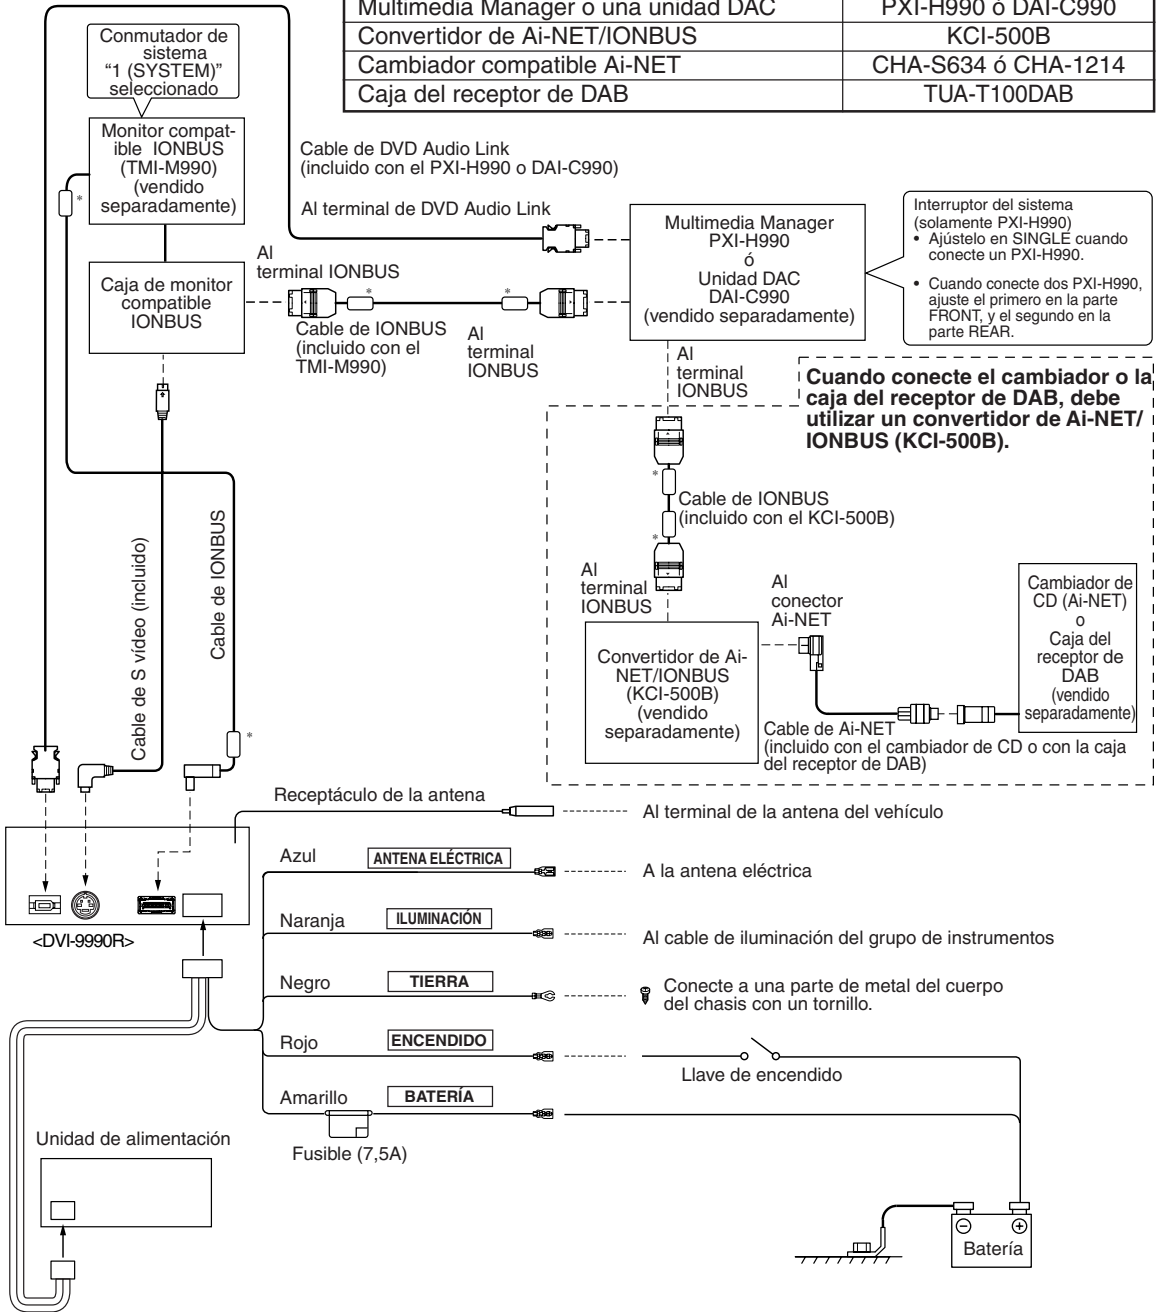 Multimedia Manager o una unidad DAC PXI-H990 ó DAI-C990
Convertidor de Ai-NET/IONBUS KCI-500B
Cambiador compatible Ai-NET CHA-S634 ó CHA-1214
Caja del receptor de DAB TUA-T100DAB
Conmutador de
sistema
“1 (SYSTEM)”
seleccionado
Monitor compat-
ible IONBUS
(TMI-M990)
(vendido
separadamente)
*
Cable de DVD Audio Link
(incluido con el PXI-H990 o DAI-C990)
Al terminal de DVD Audio Link
Multimedia Manager
PXI-H990
ó
Unidad DAC
DAI-C990
(vendido separadamente)
Interruptor del sistema
(solamente PXI-H990)
• Ajústelo en SINGLE cuando
conecte un PXI-H990.
• Cuando conecte dos PXI-H990,
ajuste el primero en la parte
FRONT, y el segundo en la
parte REAR.
Caja de monitor
compatible
IONBUS
Al
terminal IONBUS
*
*
Cable de IONBUS
(incluido con el
TMI-M990)
Al
terminal
IONBUS
Al
terminal
IONBUS
Cuando conecte el cambiador o la
caja del receptor de DAB, debe
utilizar un convertidor de Ai-NET/
IONBUS (KCI-500B).
*
Cable de IONBUS
(incluido con el KCI-500B)
*
Al
terminal
IONBUS
Al
conector
Ai-NET
Cambiador de
CD (Ai-NET)
o
Caja del
receptor de
DAB
(vendido
separadamente)
Convertidor de Ai-
NET/IONBUS
(KCI-500B)
(vendido
separadamente)
Cable de Ai-NET
(incluido con el cambiador de CD o con la caja
del receptor de DAB)
Cable de S vídeo (incluido)
Cable de IONBUS
*
Receptáculo de la antena
Al terminal de la antena del vehículo
Azul ANTENA ELÉCTRICA
A la antena eléctrica
<DVI-9990R>
Naranja ILUMINACIÓN
Al cable de iluminación del grupo de instrumentos
Negro TIERRA
Conecte a una parte de metal del cuerpo
del chasis con un tornillo.
Rojo ENCENDIDO
Llave de encendido
Amarillo BATERÍA
Fusible (7,5A)
Unidad de alimentación
Batería